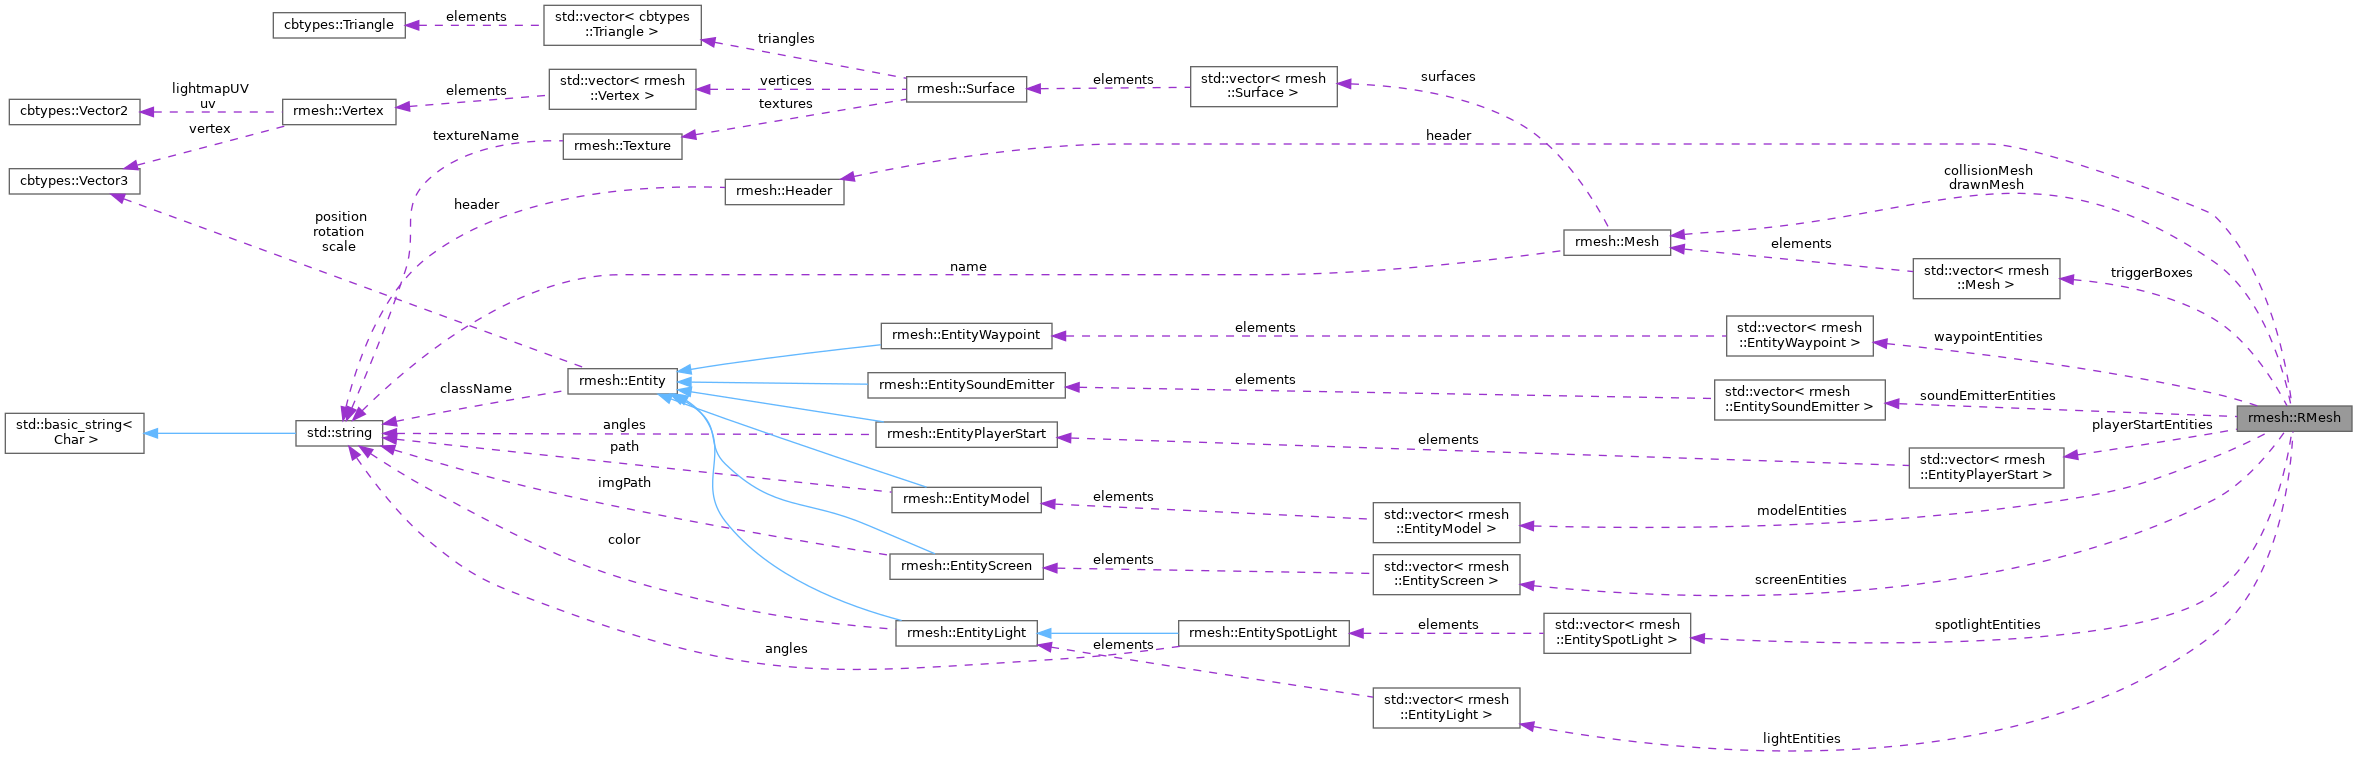 cbtypes::Triangle
elements
std::vector< cbtypes
::Triangle >
triangles
lightmapUV
uv
cbtypes::Vector2
vertex
rmesh::Vertex
elements
std::vector< rmesh
::Vertex >
vertices
textures
rmesh::Surface
elements
std::vector< rmesh
::Surface >
surfaces
textureName
rmesh::Texture
header
cbtypes::Vector3
rmesh::Header
header
collisionMesh
drawnMesh
position
rotation
scale
rmesh::Mesh
elements
name
std::vector< rmesh
::Mesh >
triggerBoxes
rmesh::EntityWaypoint
elements
std::vector< rmesh
::EntityWaypoint >
waypointEntities
rmesh::Entity
className
rmesh::EntitySoundEmitter
elements
std::vector< rmesh
::EntitySoundEmitter >
soundEmitterEntities
rmesh::RMesh
std::basic_string<
Char >
std::string
angles
path
rmesh::EntityPlayerStart
elements
playerStartEntities
std::vector< rmesh
::EntityPlayerStart >
imgPath
rmesh::EntityModel
elements
std::vector< rmesh
::EntityModel >
modelEntities
color
rmesh::EntityScreen
elements
std::vector< rmesh
::EntityScreen >
screenEntities
rmesh::EntityLight
rmesh::EntitySpotLight
elements
std::vector< rmesh
::EntitySpotLight >
spotlightEntities
angles
elements
std::vector< rmesh
::EntityLight >
lightEntities